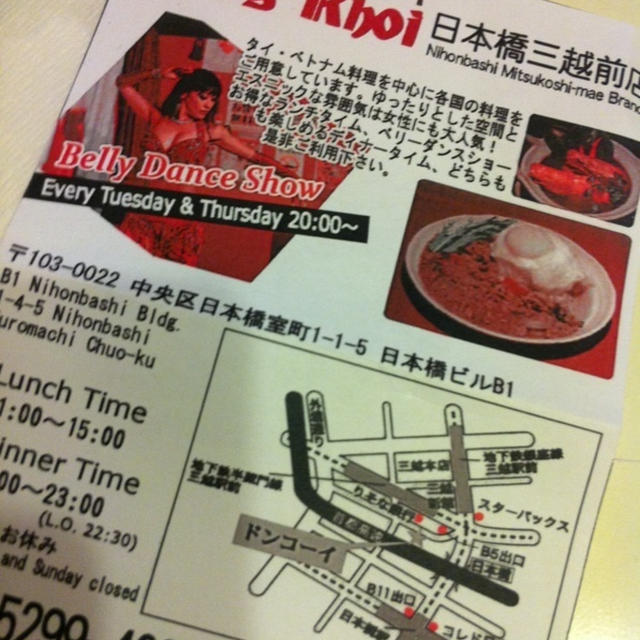 Khoi 日本橋三越前店
Nihonbashi Mitsukoshi-mae
タイ・ベトナム料理を中心に各国の料理を
ご用意しています。ゆったりとした空間と
エスニックな雰囲気は女性にも大人気！
お得なランチタイム、ベリーダンスショー
も楽しめるディナータイム、どちらも
是非ご利用下さい。
Belly Dance Show
Every Tuesday & Thursday 20:00~
〒103-0022 中央区日本橋室町1-1-5 日本橋ビルB1
B1 Nihonbashi Bldg.
1-4-5 Nihonbashi
Chuo-ku
Lunch Time
1:00~15:00
inner Time
00~23:00
(L.O. 22:30)
お休み
and Sunday closed
5299
外堀通り
地下鉄半蔵門線
三越駅前
三越本店
地下鉄銀座線
三越駅前
りそな銀行
スターバックス
ドンコーイ
B5出口
日本橋
B11出口
コレド